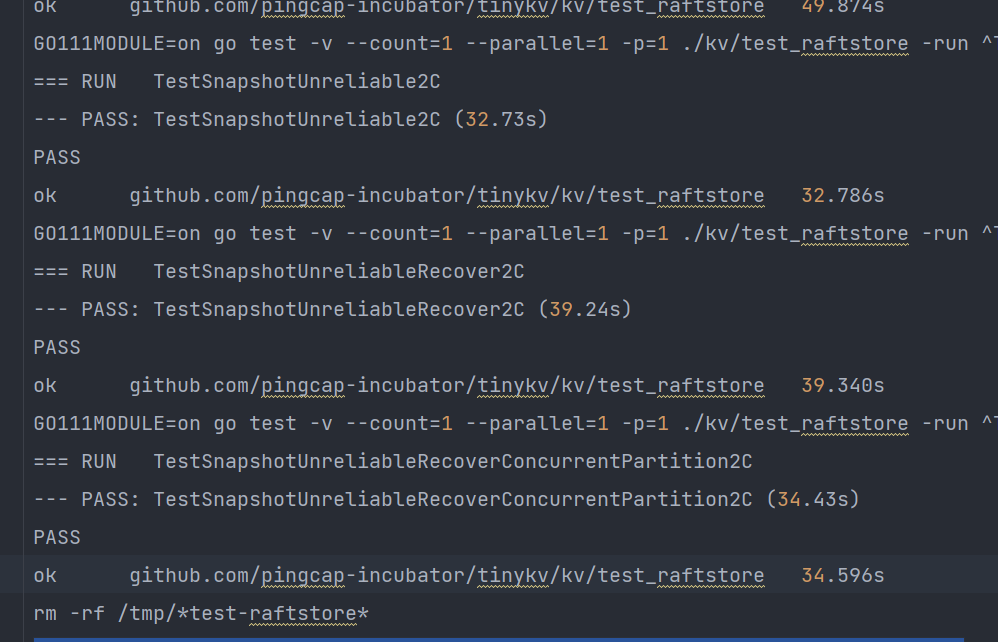 ok      github.com/pingcap-incubator/tinykv/kv/test_raftstore   49.874s
GO111MODULE=on go test -v --count=1 --parallel=1 -p=1 ./kv/test_raftstore -run ^
=== RUN   TestSnapshotUnreliable2C
--- PASS: TestSnapshotUnreliable2C (32.73s)
PASS
ok      github.com/pingcap-incubator/tinykv/kv/test_raftstore   32.786s
GO111MODULE=on go test -v --count=1 --parallel=1 -p=1 ./kv/test_raftstore -run ^
=== RUN   TestSnapshotUnreliableRecover2C
--- PASS: TestSnapshotUnreliableRecover2C (39.24s)
PASS
ok      github.com/pingcap-incubator/tinykv/kv/test_raftstore   39.340s
GO111MODULE=on go test -v --count=1 --parallel=1 -p=1 ./kv/test_raftstore -run ^
=== RUN   TestSnapshotUnreliableRecoverConcurrentPartition2C
--- PASS: TestSnapshotUnreliableRecoverConcurrentPartition2C (34.43s)
PASS
ok      github.com/pingcap-incubator/tinykv/kv/test_raftstore   34.596s
rm -rf /tmp/*test-raftstore*